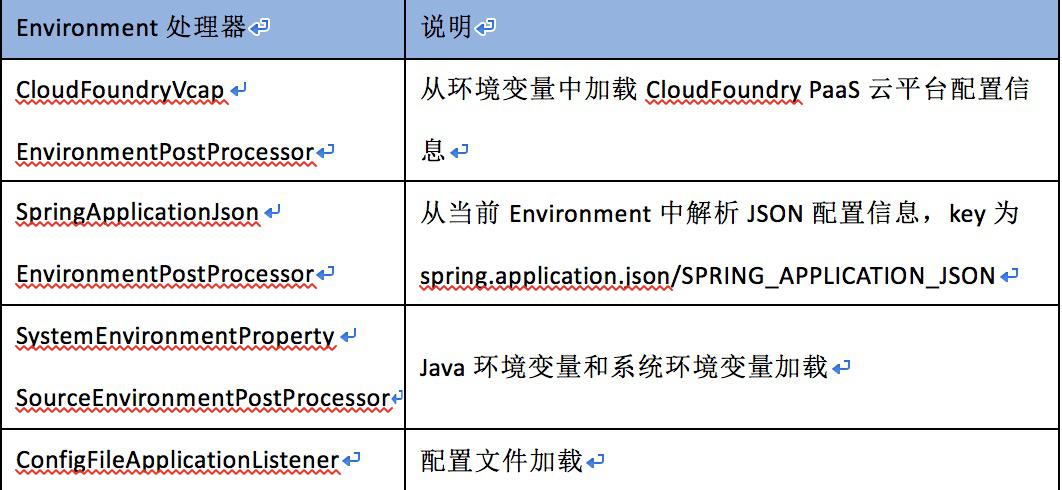 Environment 处理器
说明
CloudFoundryVcap
EnvironmentPostProcessor
从环境变量中加载 CloudFoundry PaaS 云平台配置信
息
SpringApplicationJson
EnvironmentPostProcessor
从当前 Environment 中解析 JSON 配置信息，key 为
spring.application.json/SPRING_APPLICATION_JSON
SystemEnvironmentProperty
SourceEnvironmentPostProcessor
Java 环境变量和系统环境变量加载
ConfigFileApplicationListener
配置文件加载